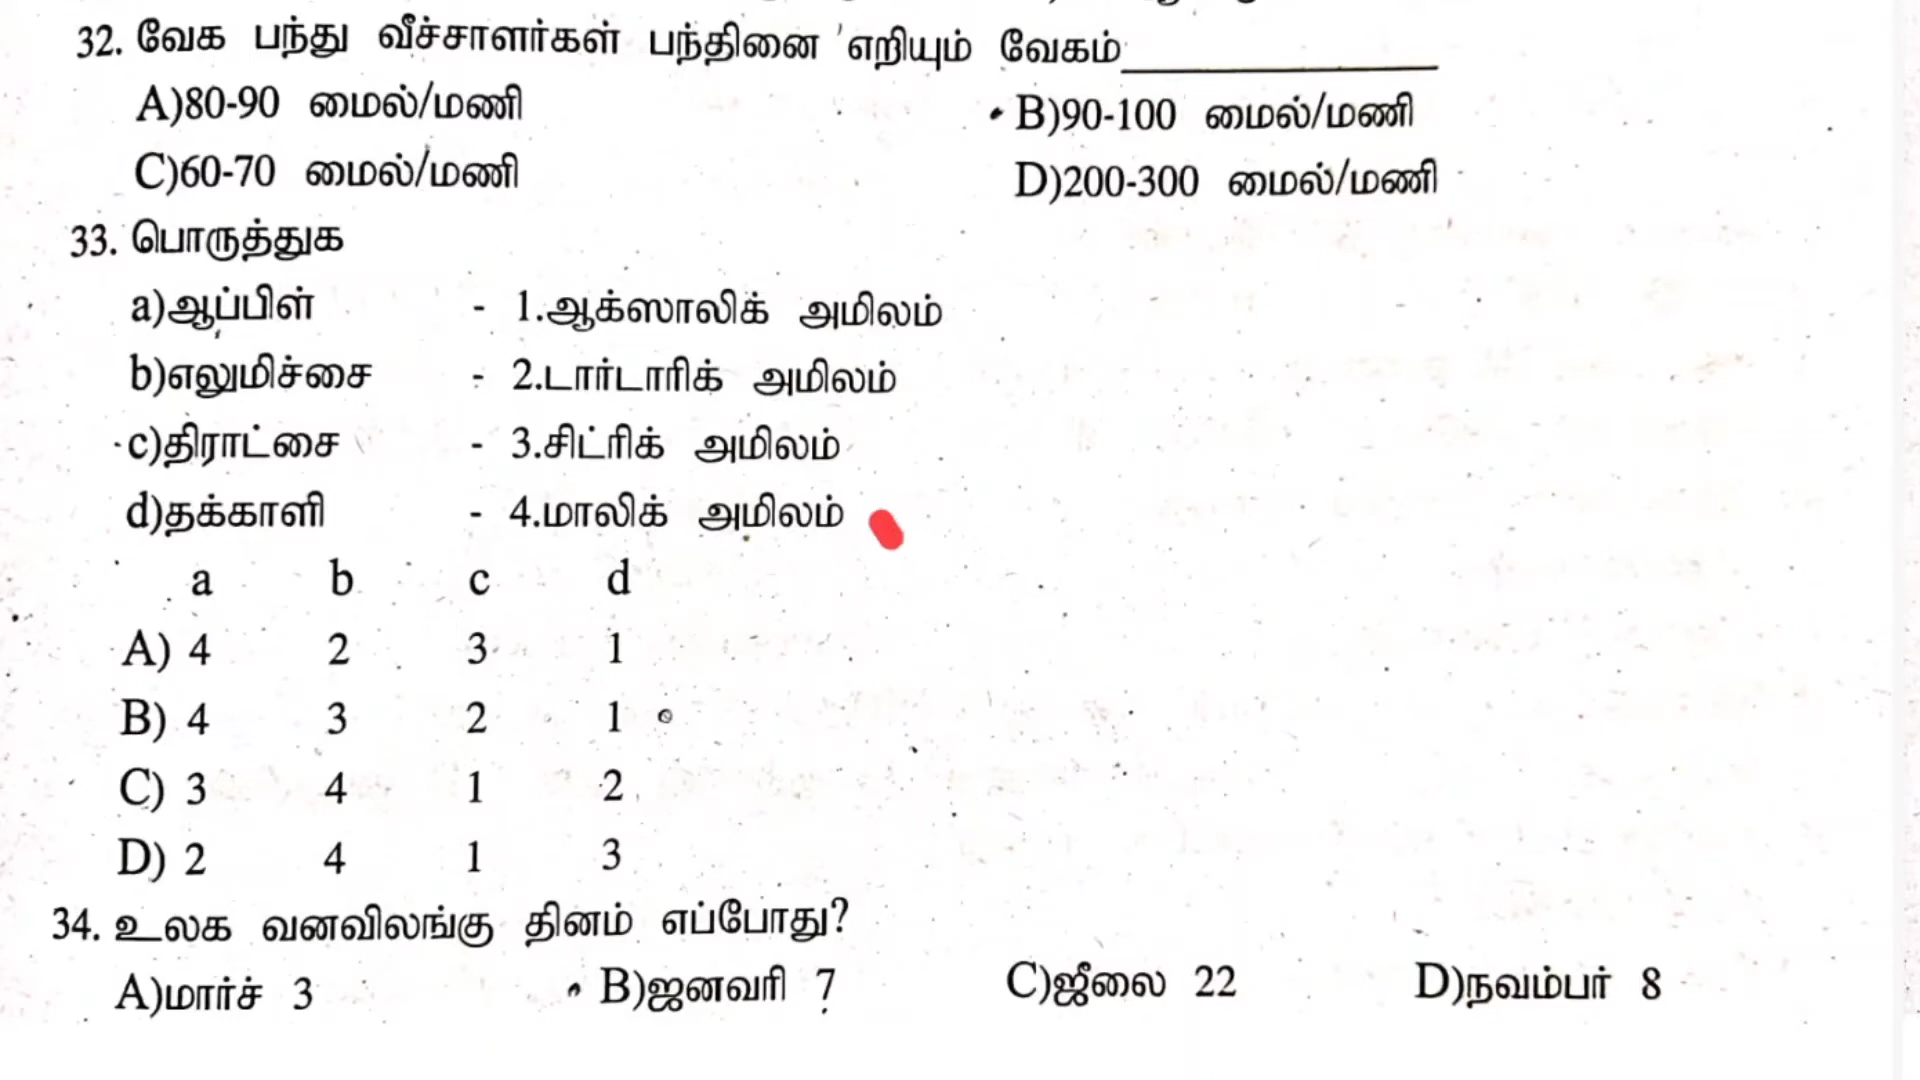 32. வேக பந்து வீச்சாளர்கள் பந்தினை எறியும் வேகம்______________
A)80-90 மைல்/மணி B)90-100 மைல்/மணி
C)60-70 மைல்/மணி D)200-300 மைல்/மணி
33. பொருத்துக
a)ஆப்பிள் - 1.ஆக்ஸாலிக் அமிலம்
b)எலுமிச்சை - 2.டார்டாரிக் அமிலம்
c)திராட்சை - 3.சிட்ரிக் அமிலம்
d)தக்காளி - 4.மாலிக் அமிலம்
a b c d
A) 4 2 3 1
B) 4 3 2 1
C) 3 4 1 2
D) 2 4 1 3
34. உலக வனவிலங்கு தினம் எப்போது?
A)மார்ச் 3 B)ஜனவரி 7 C)ஜீலை 22 D)நவம்பர் 8